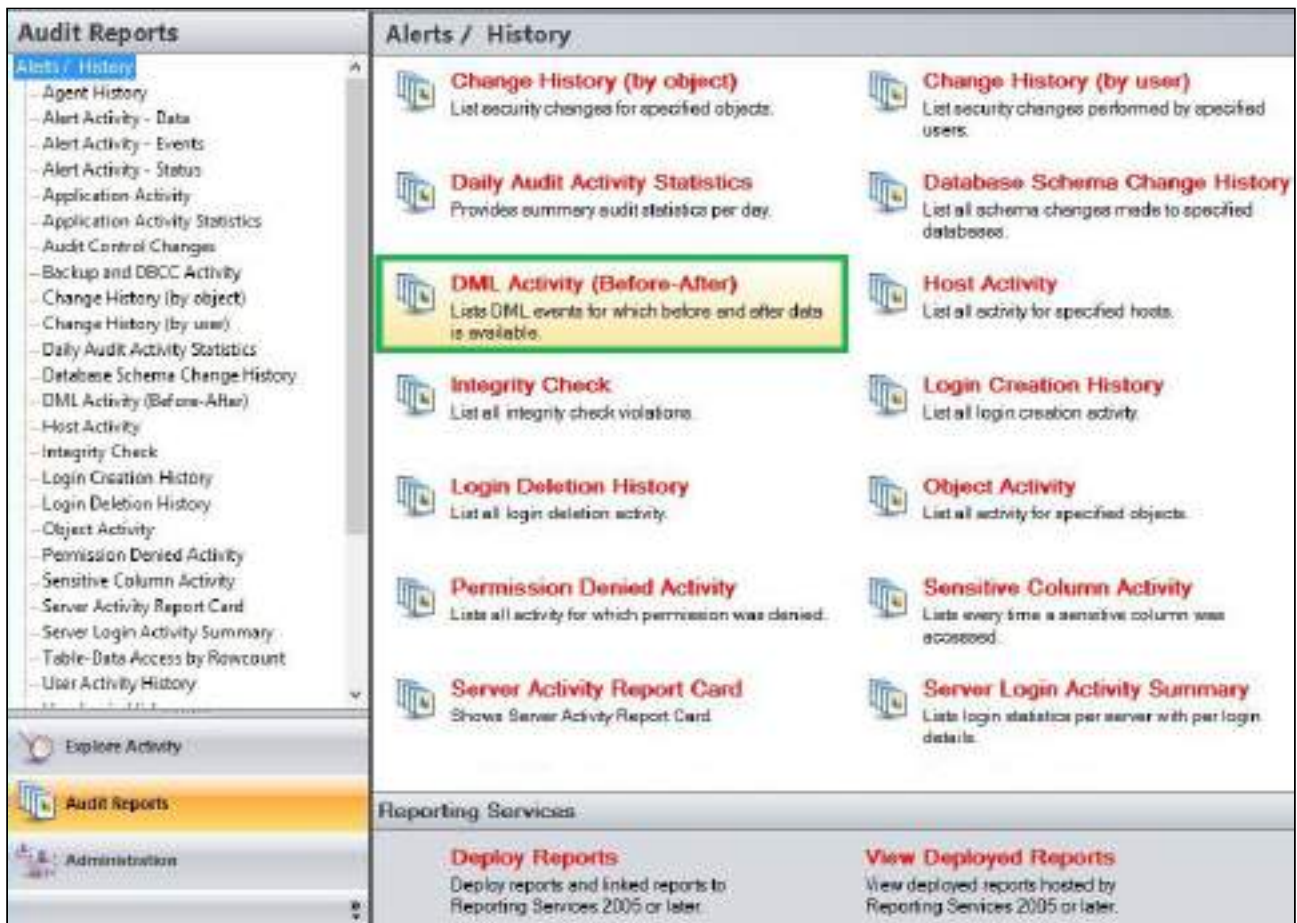 Audit Reports
Alerts / History
Agent History
Alert Activity - Data
Alert Activity - Events
Alert Activity - Status
Application Activity
Application Activity Statistics
Audit Control Changes
Backup and DBCC Activity
Change History (by object)
Change History (by user)
Daily Audit Activity Statistics
Database Schema Change History
DML Activity (Before-After)
Host Activity
Integrity Check
Login Creation History
Login Deletion History
Object Activity
Permission Denied Activity
Sensitive Column Activity
Server Activity Report Card
Server Login Activity Summary
Table-Data Access by Rowcount
User Activity History
Explore Activity
Audit Reports
Administration
Alerts / History
Change History (by object)
List security changes for specified objects.
Change History (by user)
List security changes performed by specified
users.
Daily Audit Activity Statistics
Provides summary audit statistics per day.
Database Schema Change History
List all schema changes made to specified
databases.
DML Activity (Before-After)
Lists DML events for which before and after data
is available.
Host Activity
List all activity for specified hosts.
Integrity Check
List all integrity check violations.
Login Creation History
List all login creation activity.
Login Deletion History
List all login deletion activity.
Object Activity
List all activity for specified objects.
Permission Denied Activity
Lists all activity for which permission was denied.
Sensitive Column Activity
Lists every time a sensitive column was
accessed.
Server Activity Report Card
Shows Server Activity Report Card
Server Login Activity Summary
Lists login statistics per server with per login
details.
Reporting Services
Deploy Reports
Deploy reports and linked reports to
Reporting Services 2005 or later.
View Deployed Reports
View deployed reports hosted by
Reporting Services 2005 or later.